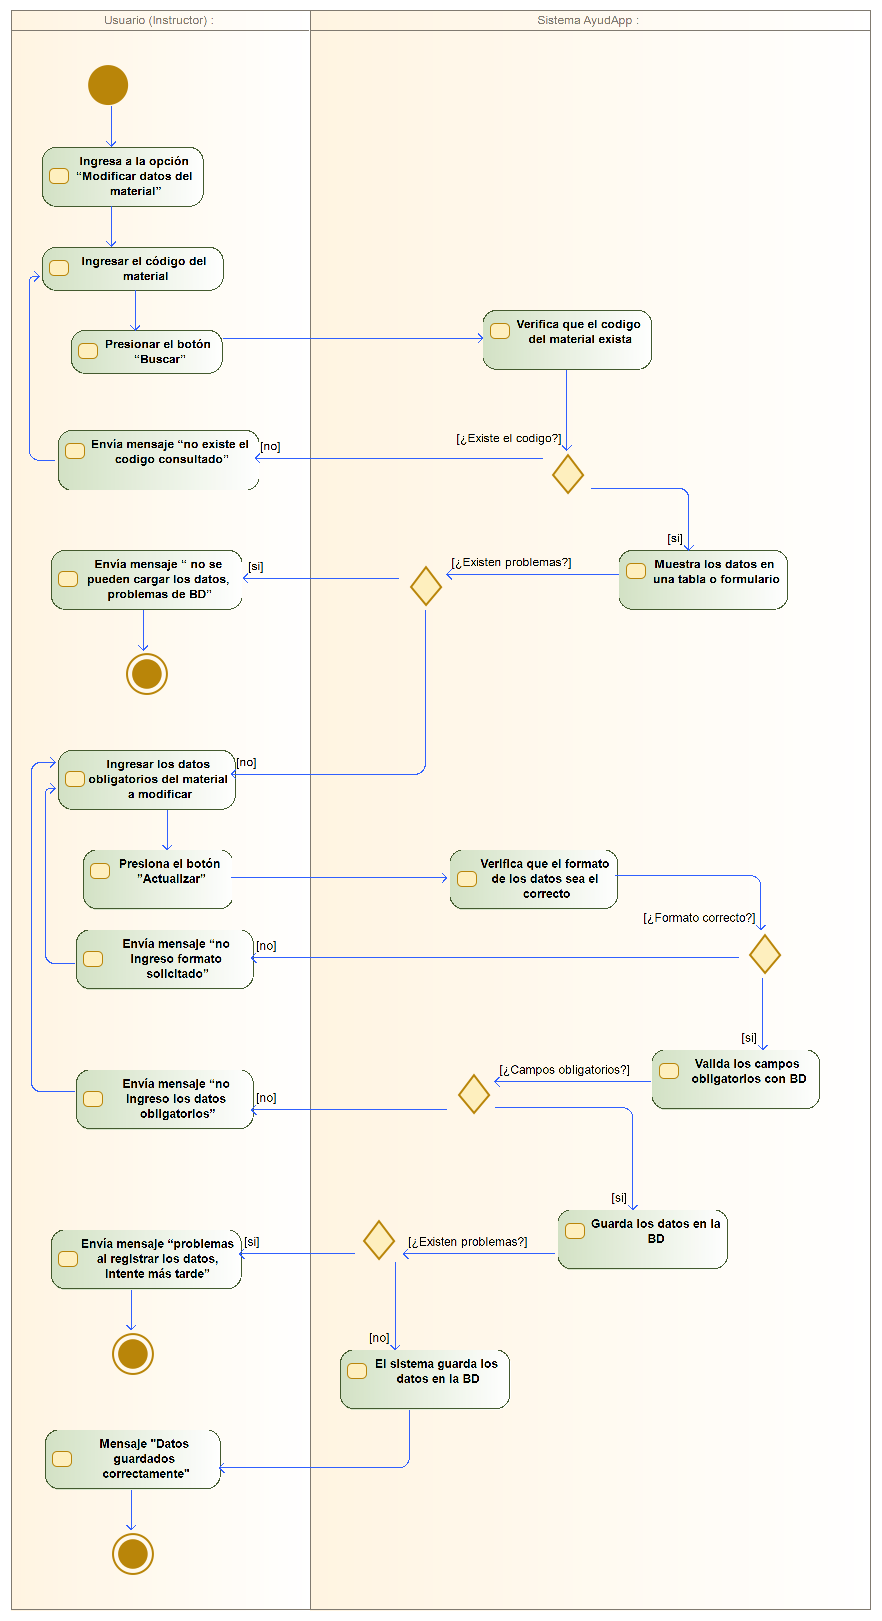 Usuario (Instructor) :
Sistema AyudApp :
Ingresa a la opción
“Modificar datos del
material”
Ingresar el código del
material
Presionar el botón
“Buscar”
Verifica que el codigo
del material exista
[¿Existe el codigo?]
[no]
Envía mensaje “no existe el
codigo consultado”
[si]
Muestra los datos en
una tabla o formulario
[¿Existen problemas?]
[si]
Envía mensaje “ no se
pueden cargar los datos,
problemas de BD”
[no]
Ingresar los datos
obligatorios del material
a modificar
Presiona el botón
”Actualizar”
Verifica que el formato
de los datos sea el
correcto
[¿Formato correcto?]
[no]
Envía mensaje “no
Ingreso formato
solicitado”
[si]
Valida los campos
obligatorios con BD
[¿Campos obligatorios?]
[no]
Envía mensaje “no
Ingreso los datos
obligatorios”
[si]
Guarda los datos en la
BD
[¿Existen problemas?]
[si]
Envía mensaje “problemas
al registrar los datos,
intente más tarde”
[no]
El sistema guarda los
datos en la BD
Mensaje "Datos
guardados
correctamente"